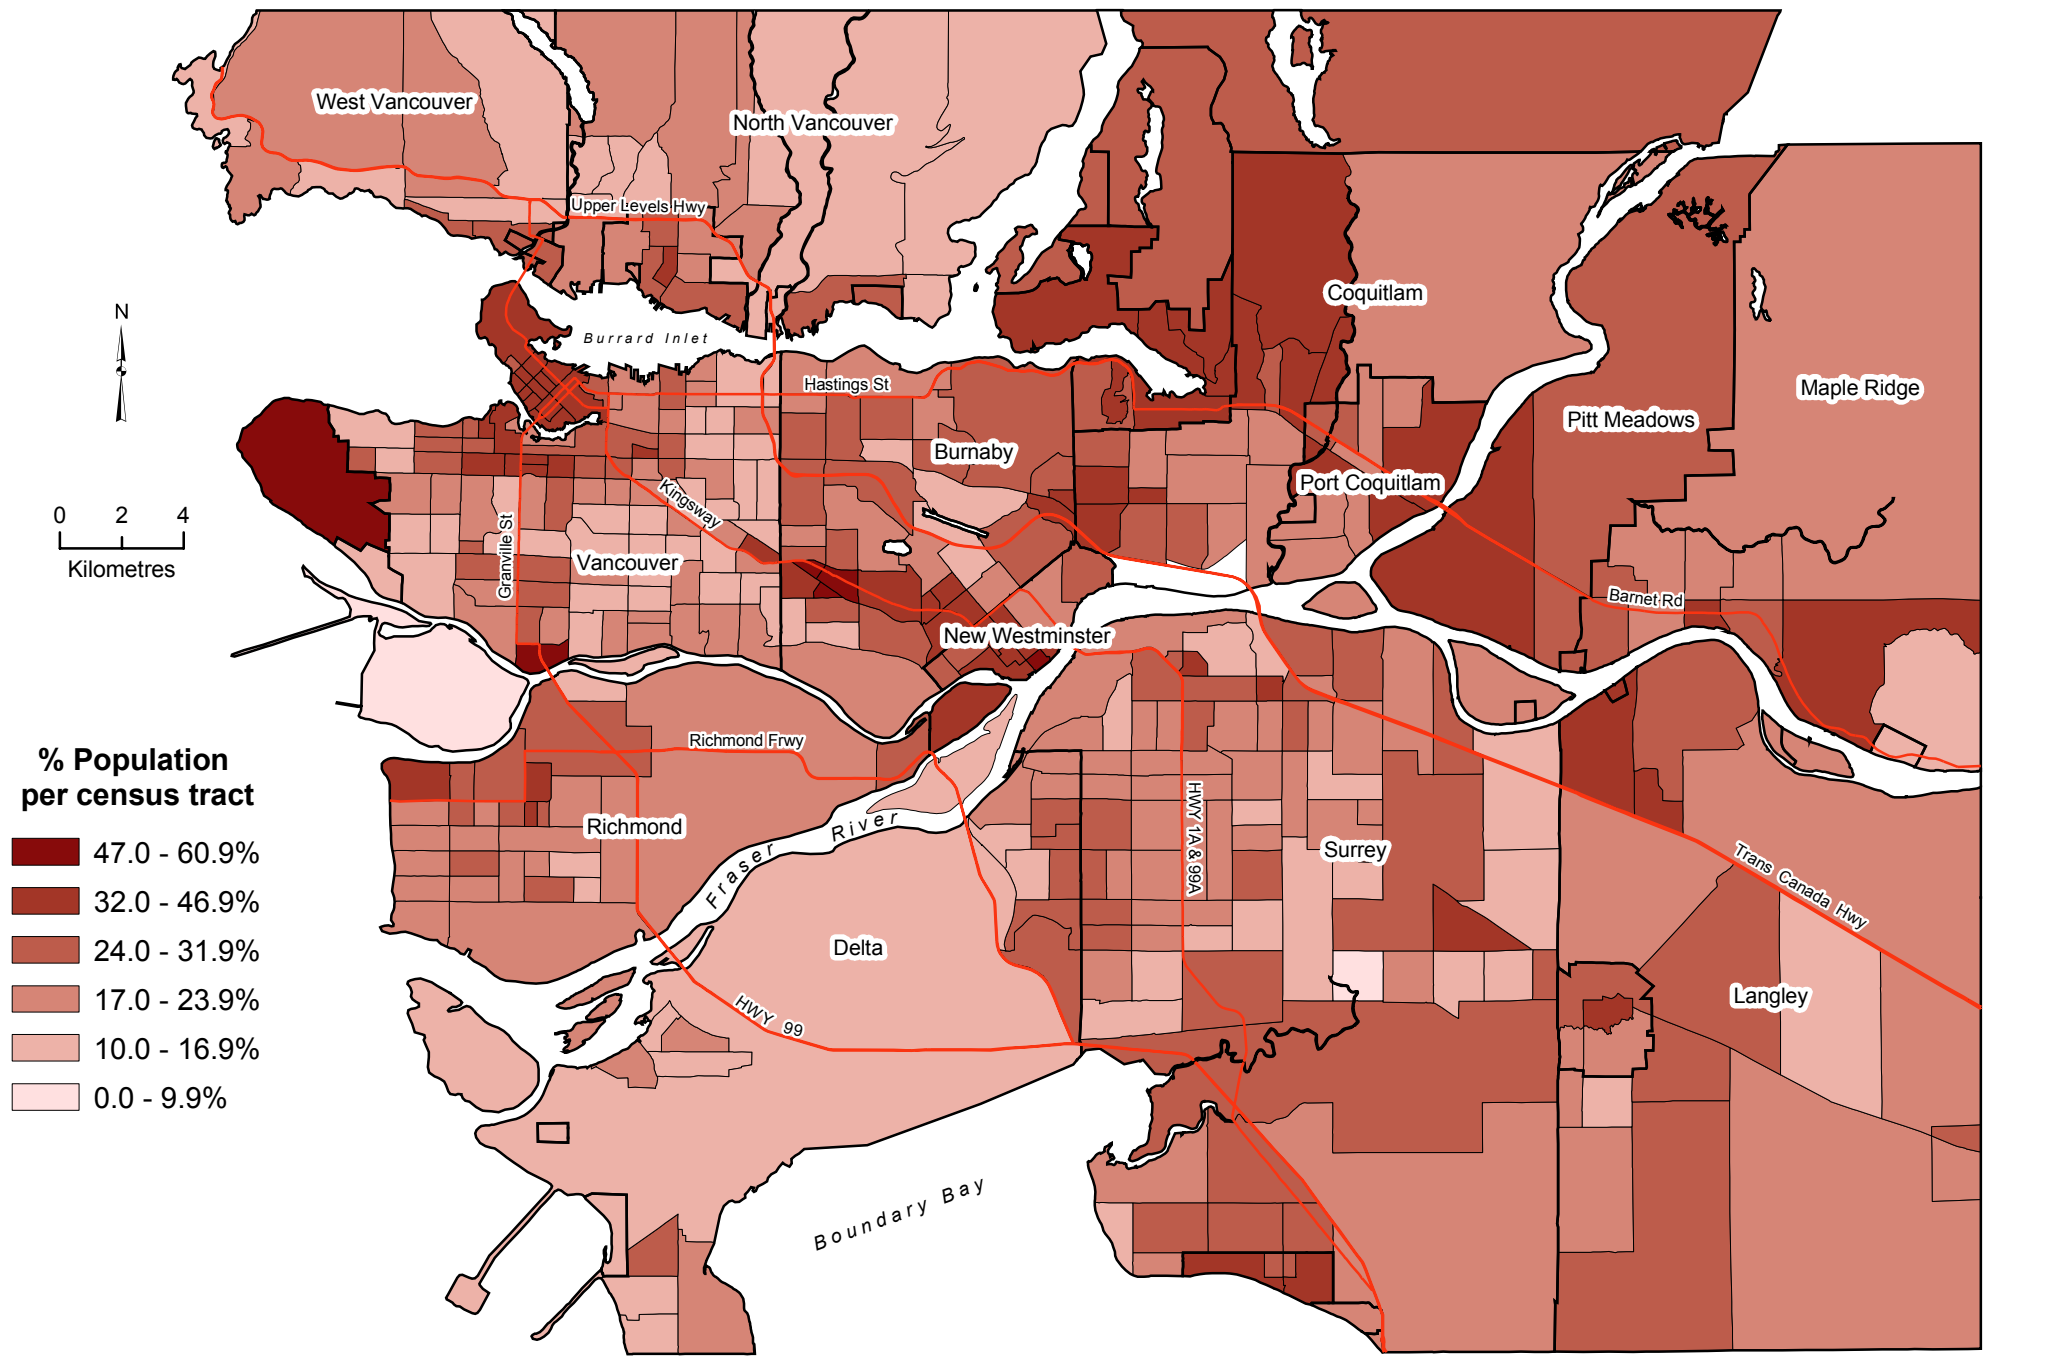 West Vancouver
North Vancouver
Upper Levels Hwy
Coquitlam
N
Burrard Inlet
Hastings St
Maple Ridge
Pitt Meadows
Burnaby
Port Coquitlam
Kingsway
0 2 4
Kilometres
Granville St
Vancouver
Barnet Rd
New Westminster
Richmond Frwy
% Population
per census tract
47.0 - 60.9%
32.0 - 46.9%
24.0 - 31.9%
17.0 - 23.9%
10.0 - 16.9%
0.0 - 9.9%
Richmond
Fraser River
HWY 1A & 99A
Surrey
Trans Canada Hwy
Delta
Langley
HWY 99
Boundary Bay